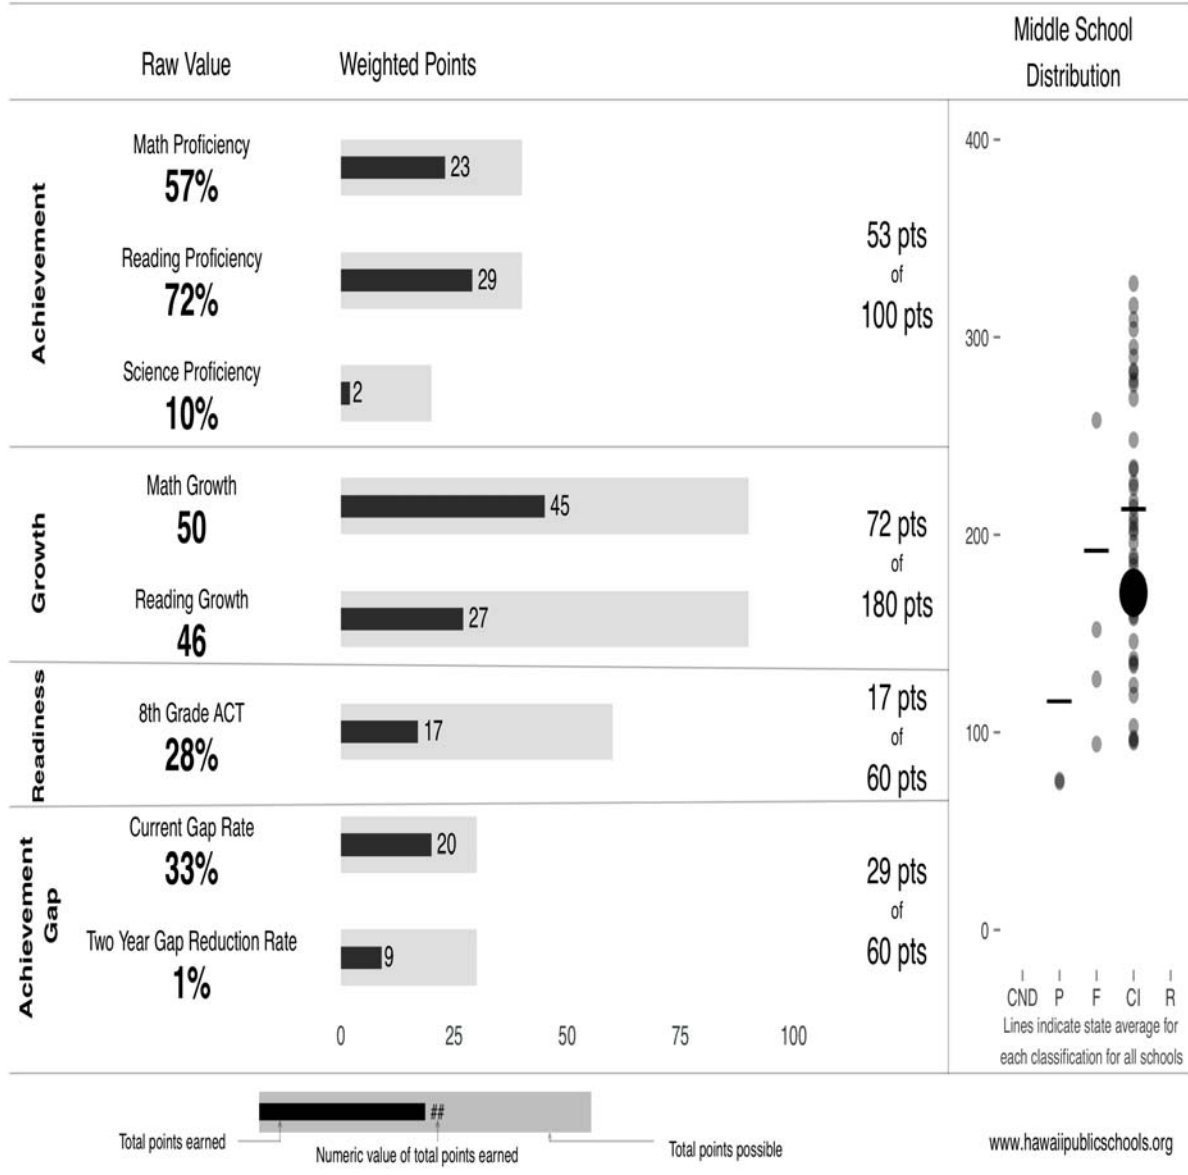 Raw Value
Weighted Points
Middle School
Distribution
Achievement
Math Proficiency
57%
23
Reading Proficiency
72%
29
Science Proficiency
10%
2
53 pts
of
100 pts
Growth
Math Growth
50
45
Reading Growth
46
27
72 pts
of
180 pts
Readiness
8th Grade ACT
28%
17
17 pts
of
60 pts
Achievement
Gap
Current Gap Rate
33%
20
Two Year Gap Reduction Rate
1%
9
29 pts
of
60 pts
0 25 50 75 100
400
300
200
100
0
CND P F CI R
Lines indicate state average for
each classification for all schools
##
Total points earned
Numeric value of total points earned
Total points possible
www.hawaiipublicschools.org